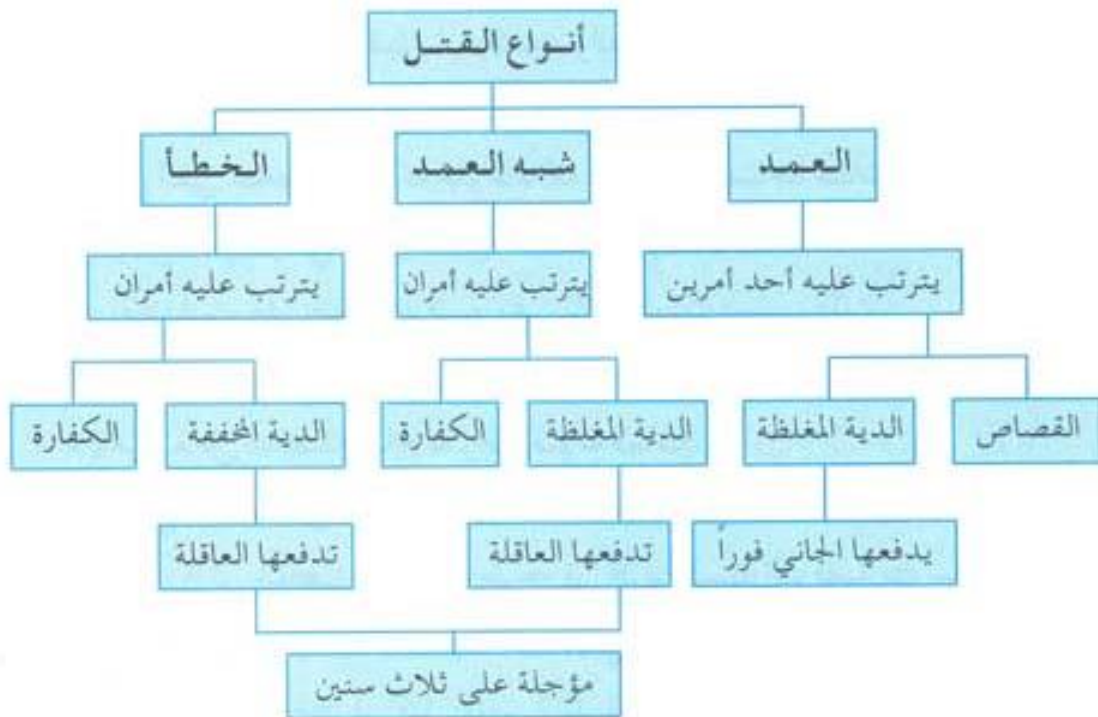 أنواع القتل
العمد
شبه العمد
الخطأ
يترتب عليه أحد أمرين
يترتب عليه أمران
يترتب عليه أمران
القصاص
الدية المغلظة
الدية المغلظة
الكفارة
الدية المخففة
الكفارة
يدفعها الجاني فوراً
تدفعها العاقلة
تدفعها العاقلة
مؤجلة على ثلاث سنين